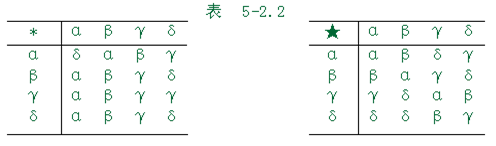 表 5-2.2
* α β γ δ ★ α β γ δ
α δ α β γ α α β δ γ
β α β γ δ β β α γ δ
γ α β γ γ γ γ δ α β
δ α β γ δ δ δ δ β γ